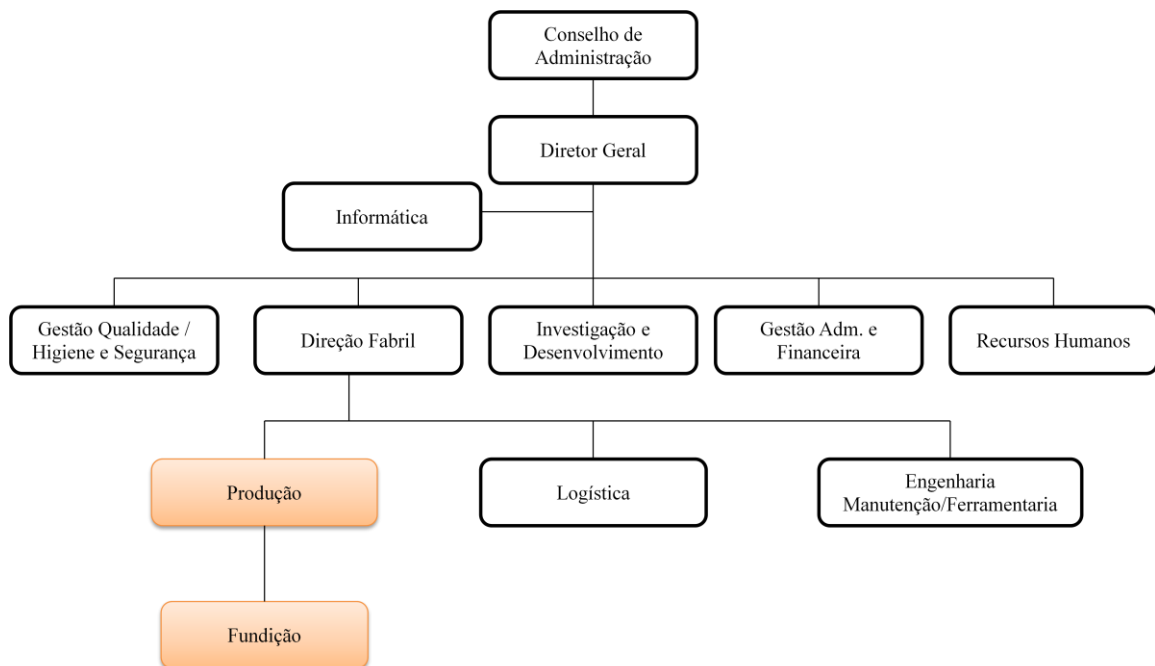 Conselho de
Administração
Diretor Geral
Informática
Gestão Qualidade /
Higiene e Segurança
Direção Fabril
Investigação e
Desenvolvimento
Gestão Adm. e
Financeira
Recursos Humanos
Produção
Logística
Engenharia
Manutenção/Ferramentaria
Fundição